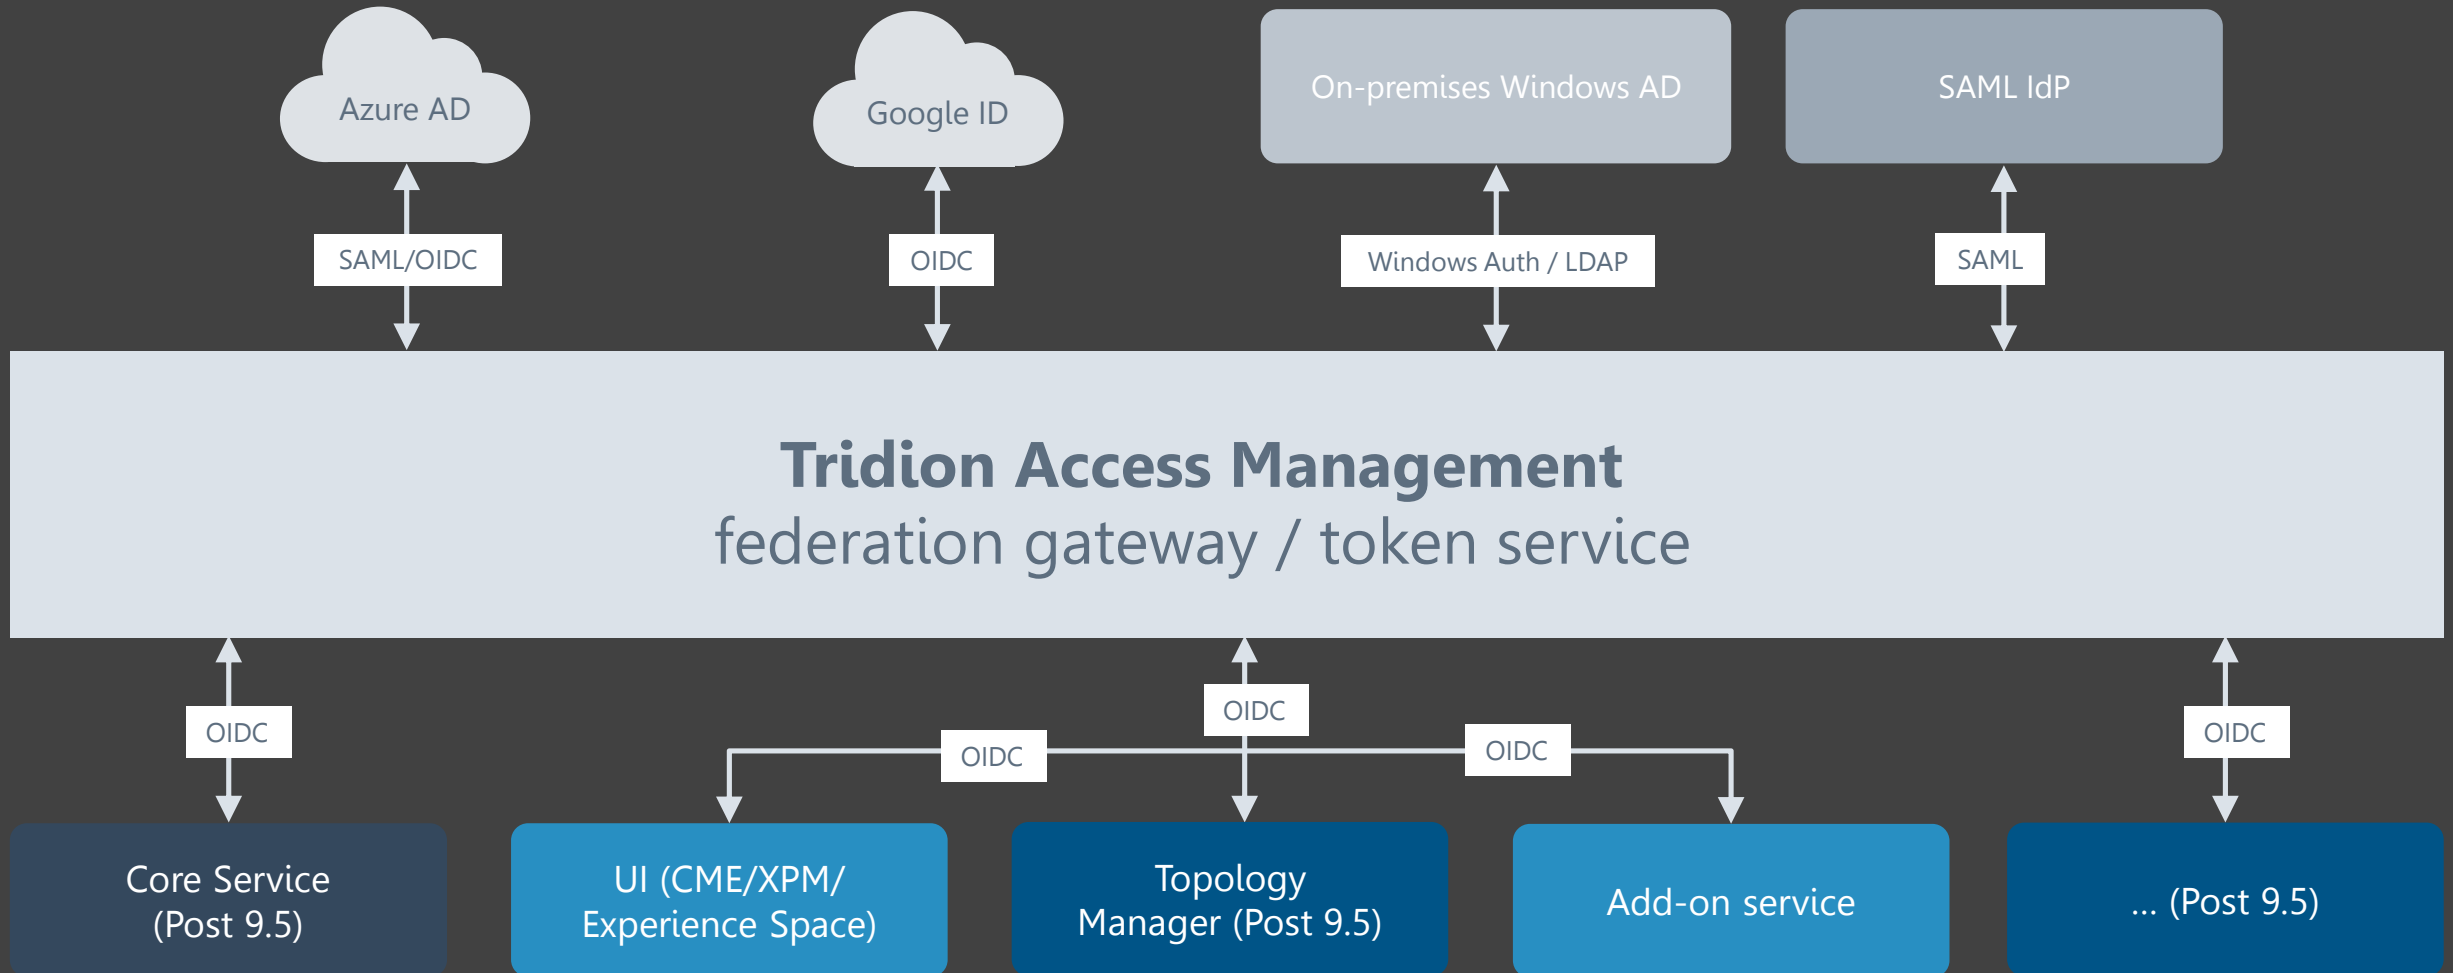 Azure AD
Google ID
On-premises Windows AD
SAML IdP
SAML/OIDC
OIDC
Windows Auth / LDAP
SAML
Tridion Access Management
federation gateway / token service
OIDC
OIDC
OIDC
OIDC
OIDC
Core Service
(Post 9.5)
UI (CME/XPM/
Experience Space)
Topology
Manager (Post 9.5)
Add-on service
... (Post 9.5)